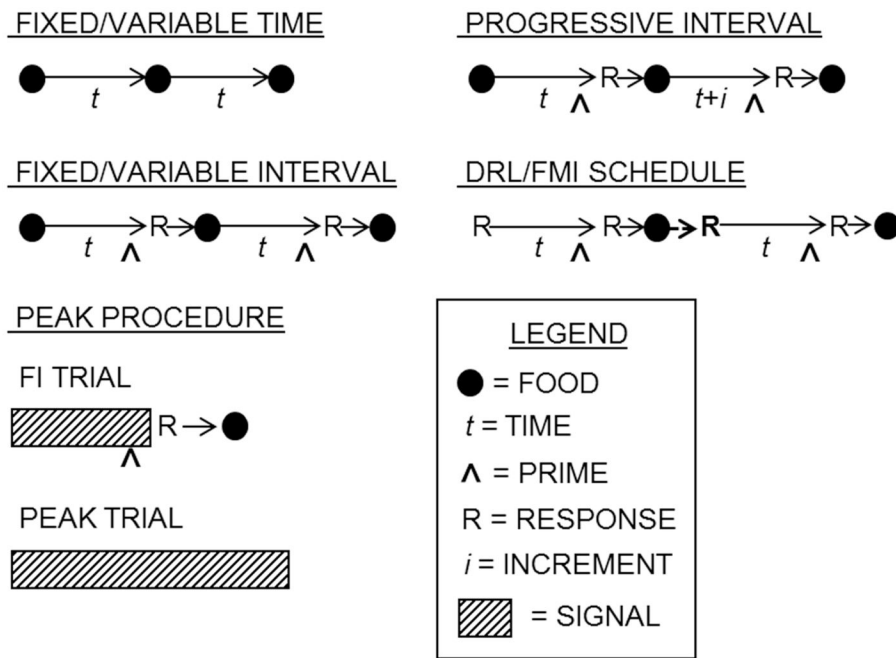 FIXED/VARIABLE TIME
t t
FIXED/VARIABLE INTERVAL
R R
t ʌ t ʌ
PEAK PROCEDURE
FI TRIAL
R
ʌ
PEAK TRIAL
PROGRESSIVE INTERVAL
R R
t ʌ t+i ʌ
DRL/FMI SCHEDULE
R R R R
t ʌ t ʌ
LEGEND
= FOOD
t = TIME
ʌ = PRIME
R = RESPONSE
i = INCREMENT
= SIGNAL